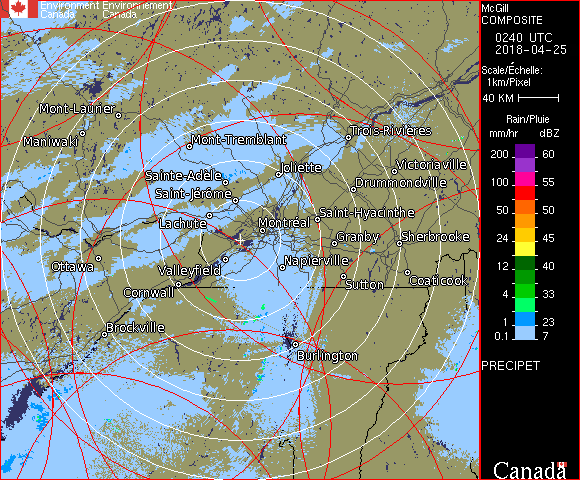 Environment Environnement
Canada Canada
McGill
COMPOSITE
0240 UTC
2018-04-25
Scale/Échelle:
1km/Pixel
40 KM
Rain/Pluie
mm/hr dBZ
200 60
100 55
50 50
24 45
12 40
4 33
1 23
0.1 7
PRECIPET
Canada
Mont-Laurier
Maniwaki
Mont-Tremblant
Trois-Rivières
Joliette
Victoriaville
Sainte-Adèle
Drummondville
Saint-Jérôme
Saint-Hyacinthe
Lachute
Montréal
Granby
Sherbrooke
Ottawa
Valleyfield
Napierville
Sutton
Coaticook
Cornwall
Brockville
Burlington